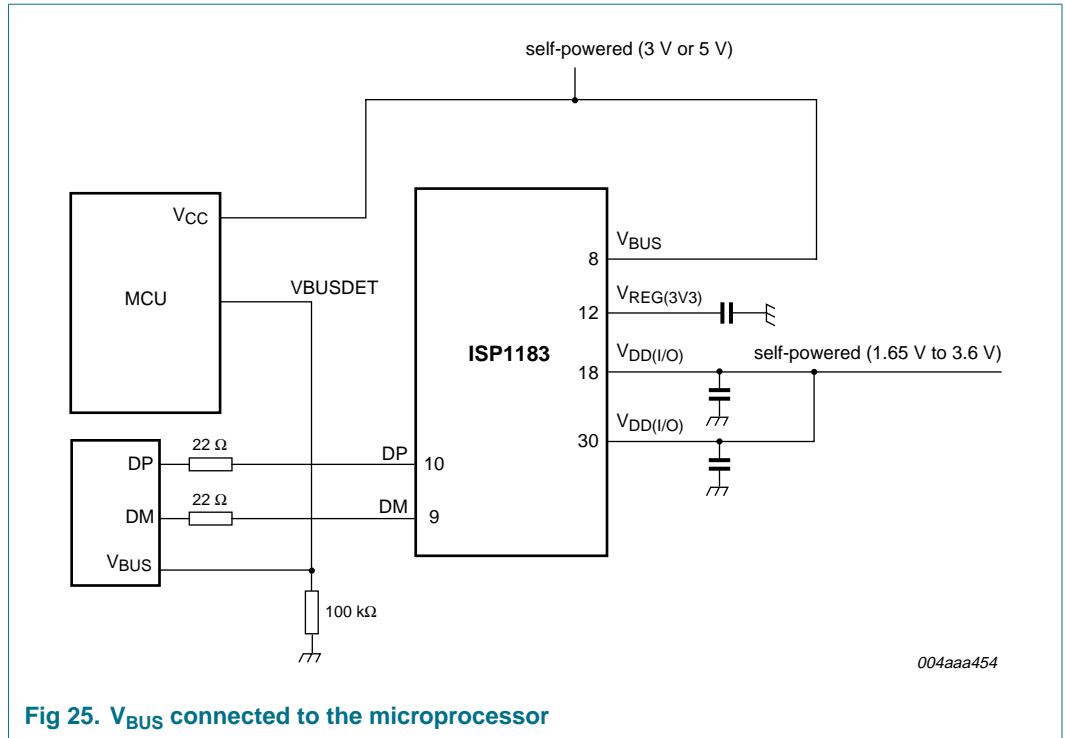 self-powered (3 V or 5 V)
VCC
MCU
VBUSDET
ISP1183
VBUS
8
VREG(3V3)
12
VDD(I/O)
18
self-powered (1.65 V to 3.6 V)
VDD(I/O)
30
DP
22 Ω
DP
10
DM
22 Ω
DM
9
VBUS
100 kΩ
004aaa454
Fig 25. VBUS connected to the microprocessor